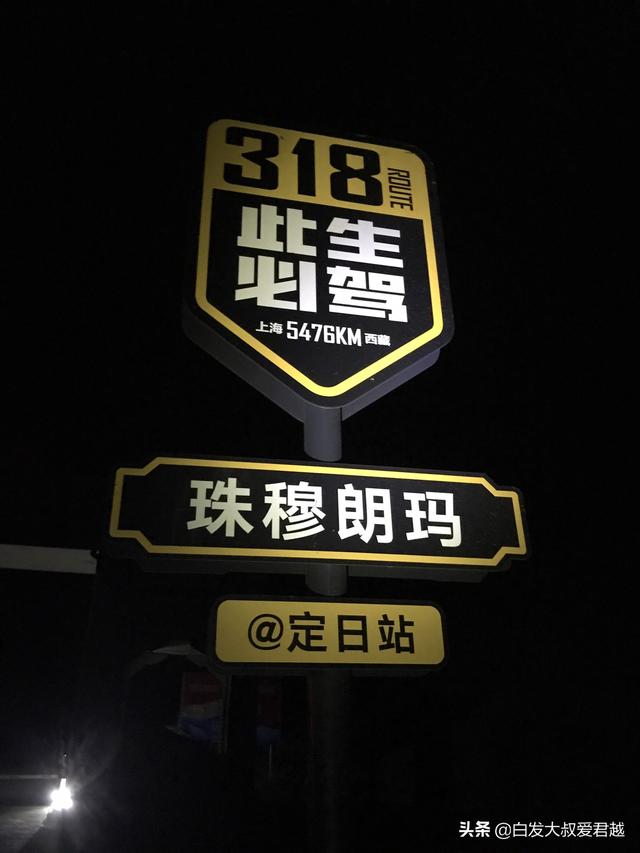 318 ROUTE
此生
必驾
上海 5476KM 西藏
珠穆朗玛
@定日站
头条 @白发大叔爱君越